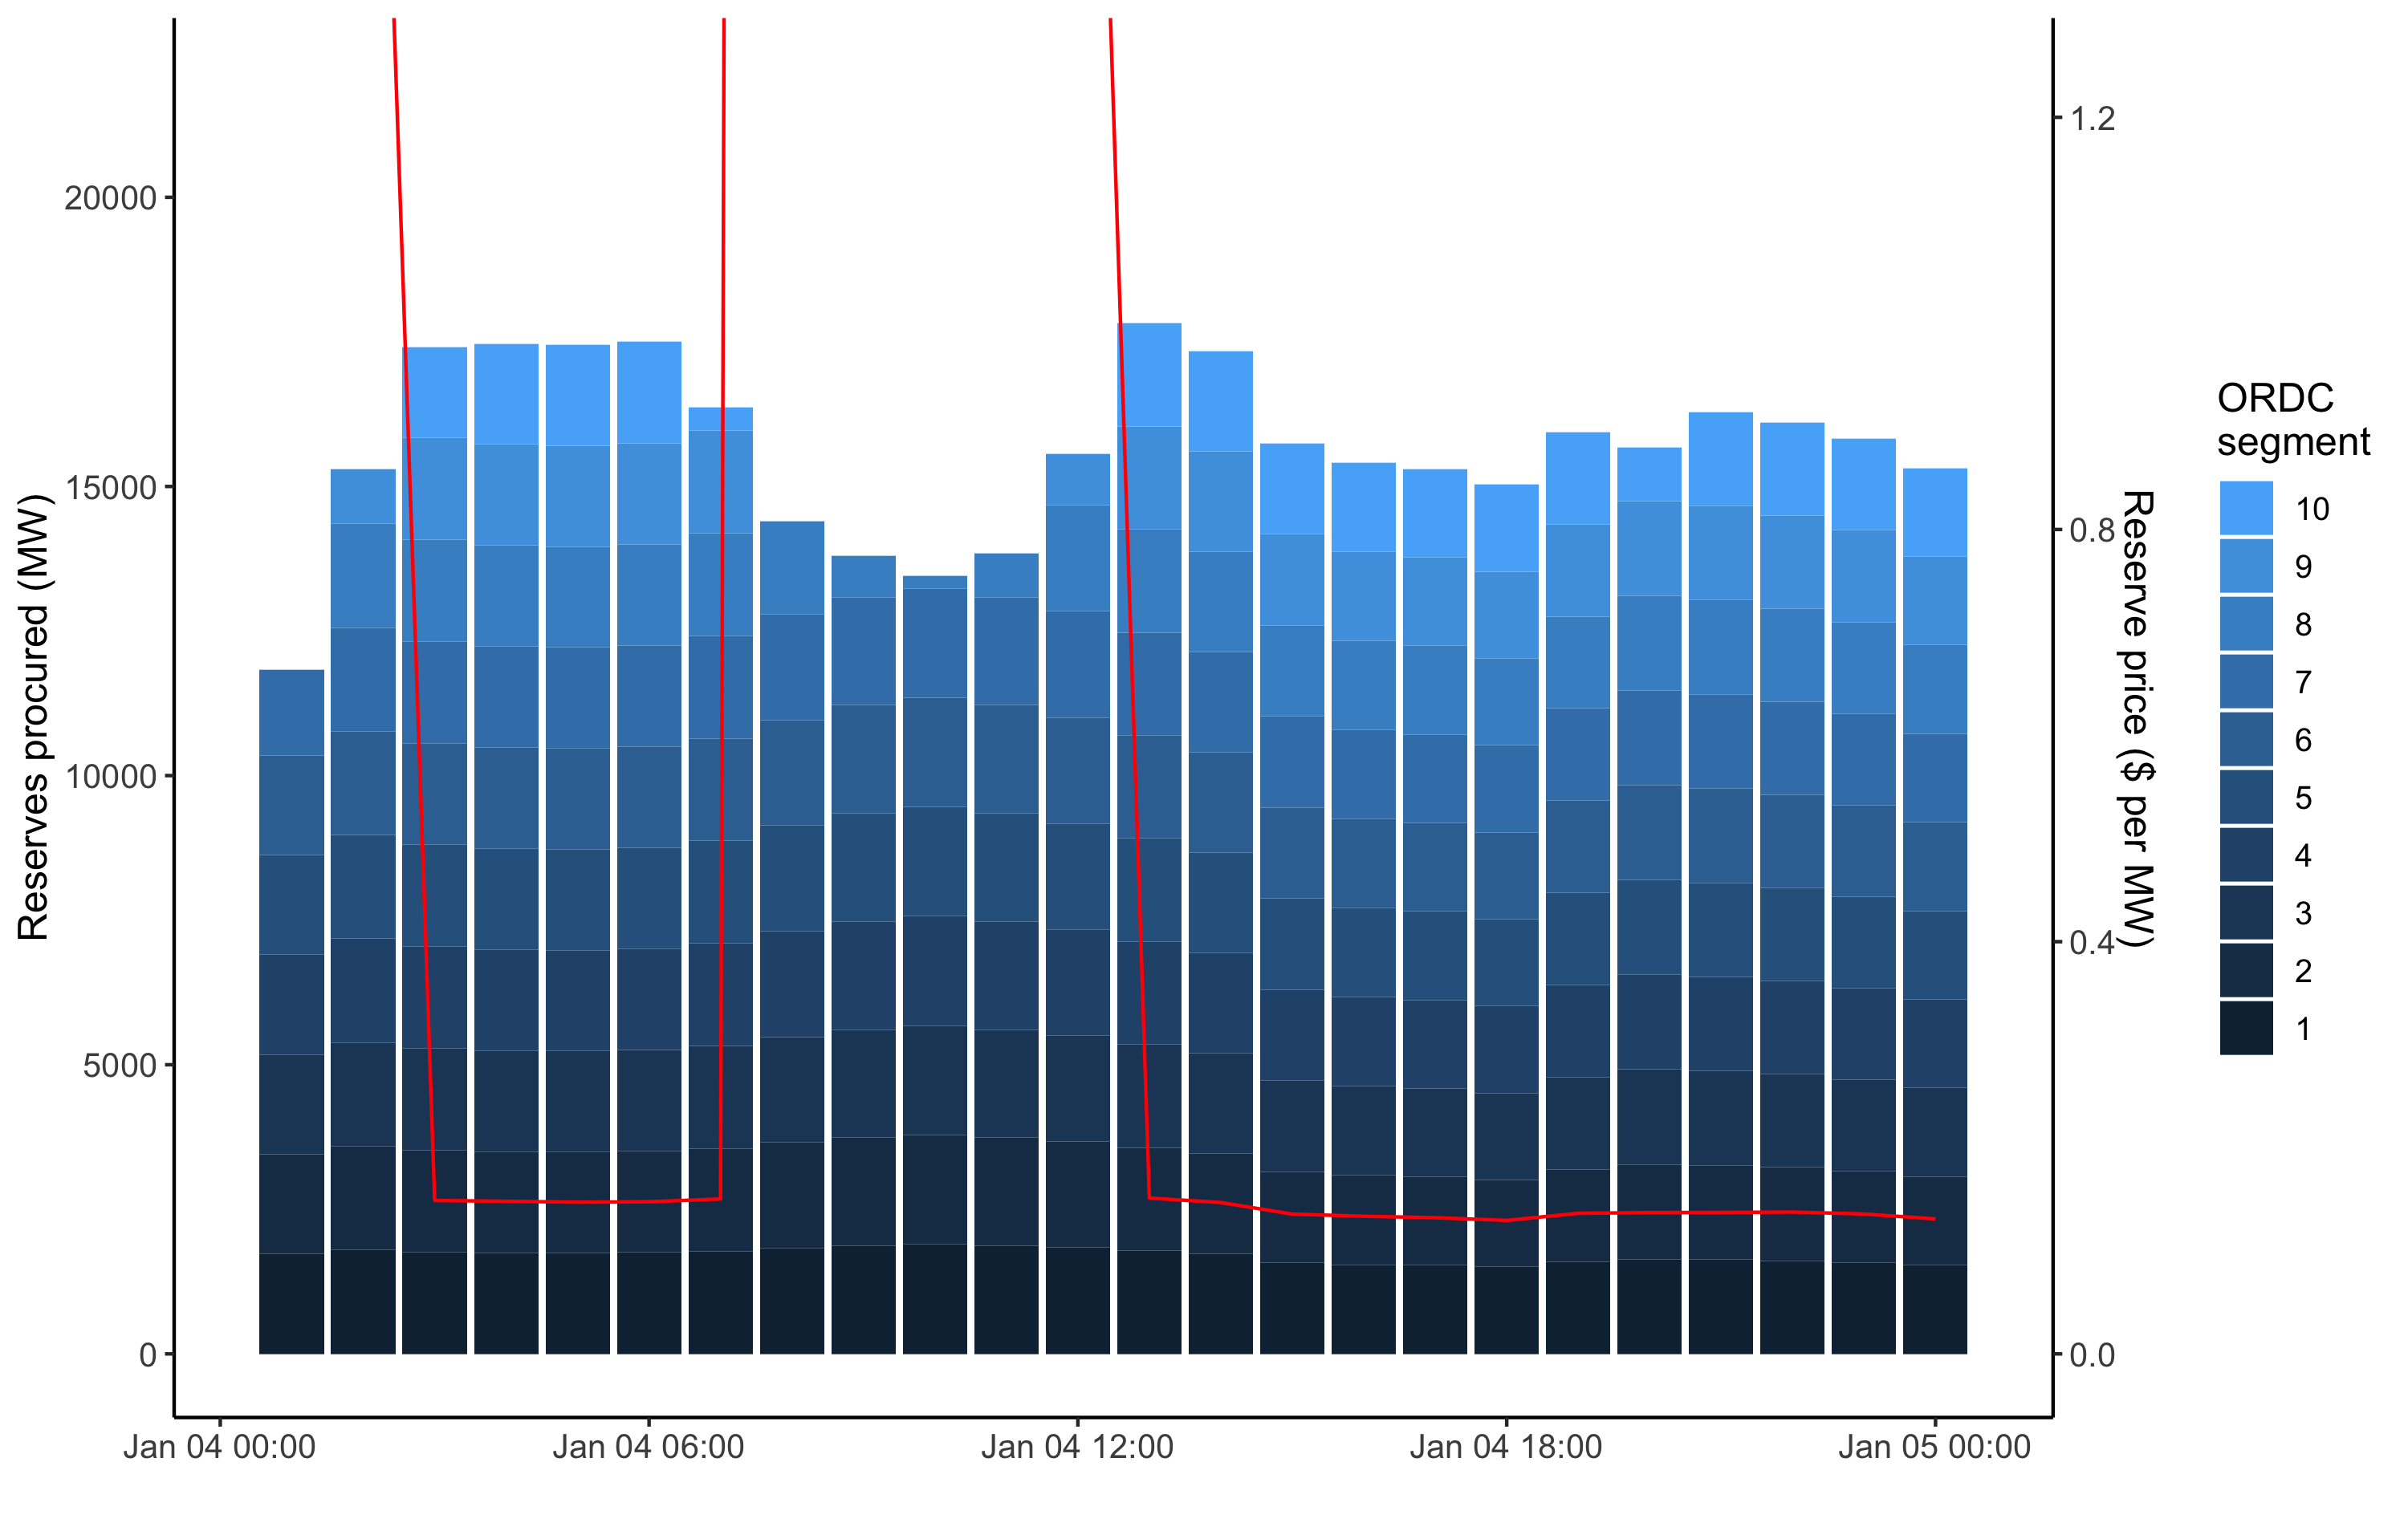 Reserves procured (MW)
20000
15000
10000
5000
0
Jan 04 00:00
Jan 04 06:00
Jan 04 12:00
Jan 04 18:00
Jan 05 00:00
1.2
0.8
0.4
0.0
Reserve price ($ per MW)
ORDC
segment
10
9
8
7
6
5
4
3
2
1